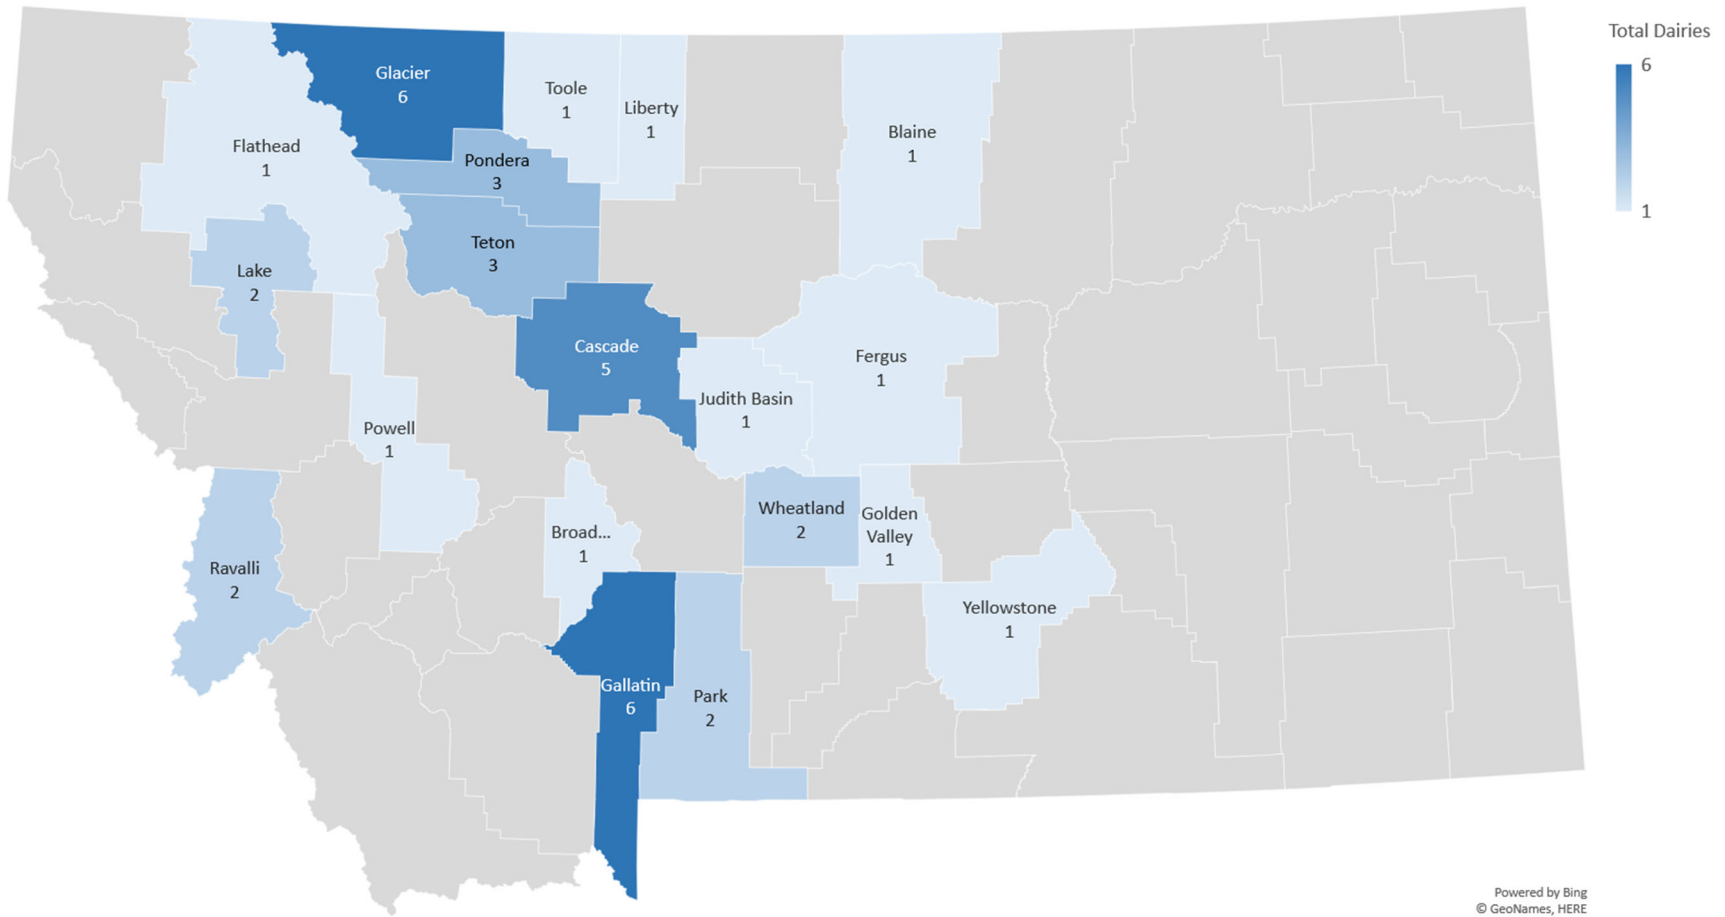 Total Dairies
6
1
Glacier
6
Toole
1
Liberty
1
Blaine
1
Flathead
1
Pondera
3
Teton
3
Lake
2
Cascade
5
Fergus
1
Judith Basin
1
Powell
1
Wheatland
2
Golden
Valley
1
Broad...
1
Ravalli
2
Yellowstone
1
Gallatin
6
Park
2
Powered by Bing
© GeoNames, HERE